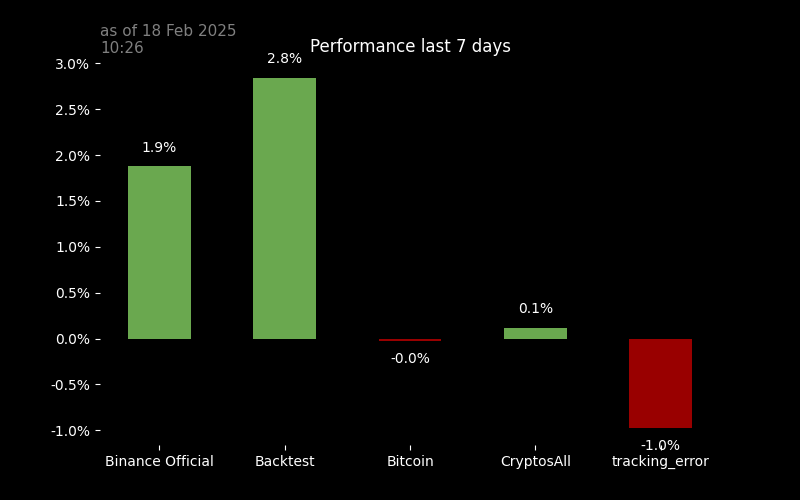 as of 18 Feb 2025
10:26
Performance last 7 days
3.0%
2.5%
2.0%
1.5%
1.0%
0.5%
0.0%
-0.5%
-1.0%
1.9%
2.8%
-0.0%
0.1%
-1.0%
Binance Official
Backtest
Bitcoin
CryptosAll
tracking_error